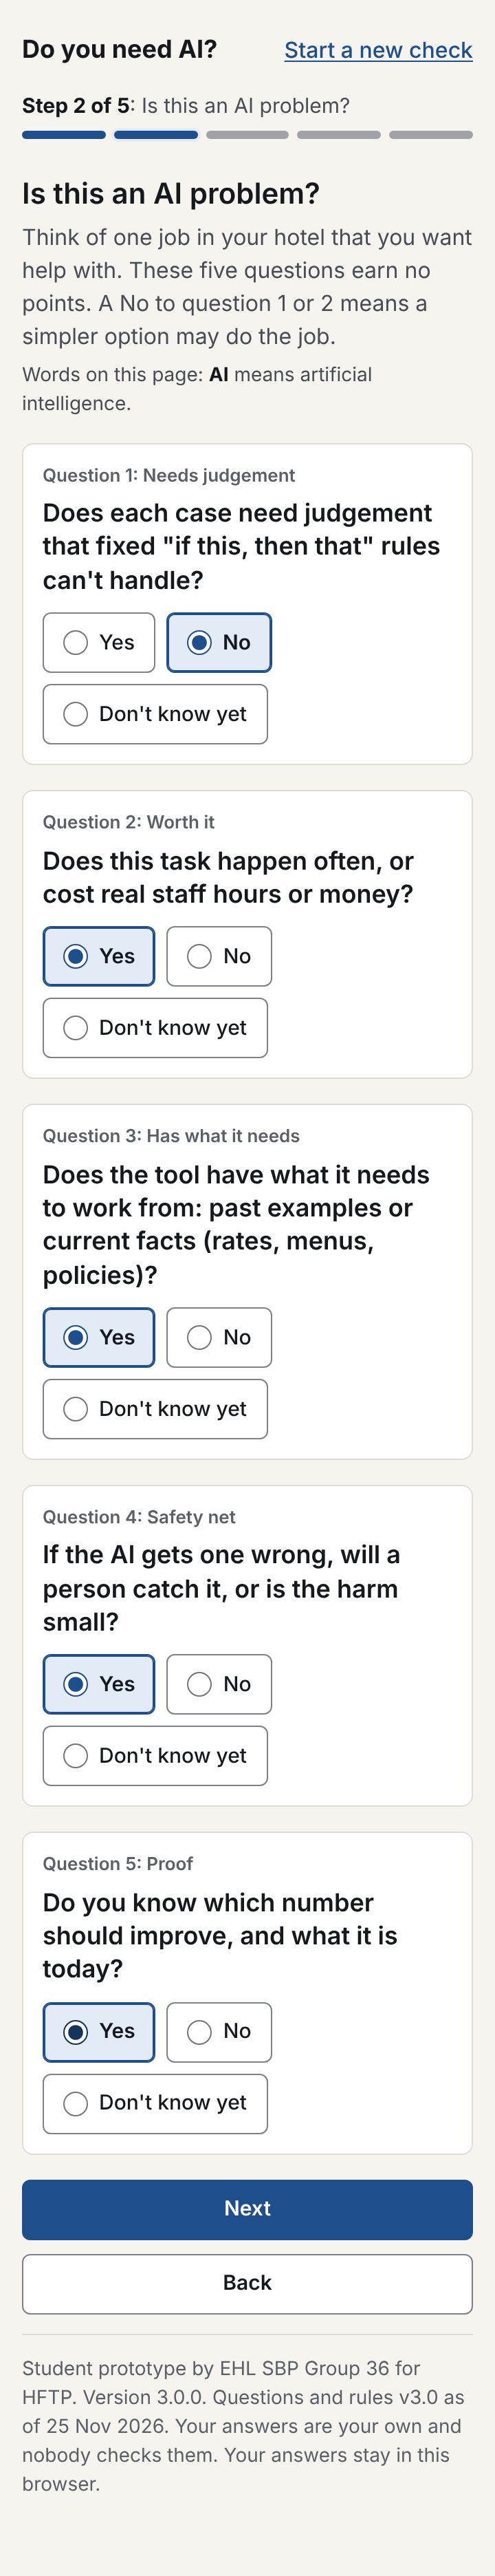 Do you need AI?
Start a new check
Step 2 of 5: Is this an AI problem?
Is this an AI problem?
Think of one job in your hotel that you want
help with. These five questions earn no
points. A No to question 1 or 2 means a
simpler option may do the job.
Words on this page: AI means artificial
intelligence.
Question 1: Needs judgement
Does each case need judgement
that fixed "if this, then that" rules
can't handle?
Yes
No
Don't know yet
Question 2: Worth it
Does this task happen often, or
cost real staff hours or money?
Yes
No
Don't know yet
Question 3: Has what it needs
Does the tool have what it needs
to work from: past examples or
current facts (rates, menus,
policies)?
Yes
No
Don't know yet
Question 4: Safety net
If the AI gets one wrong, will a
person catch it, or is the harm
small?
Yes
No
Don't know yet
Question 5: Proof
Do you know which number
should improve, and what it is
today?
Yes
No
Don't know yet
Next
Back
Student prototype by EHL SBP Group 36 for
HFTP. Version 3.0.0. Questions and rules v3.0 as
of 25 Nov 2026. Your answers are your own and
nobody checks them. Your answers stay in this
browser.